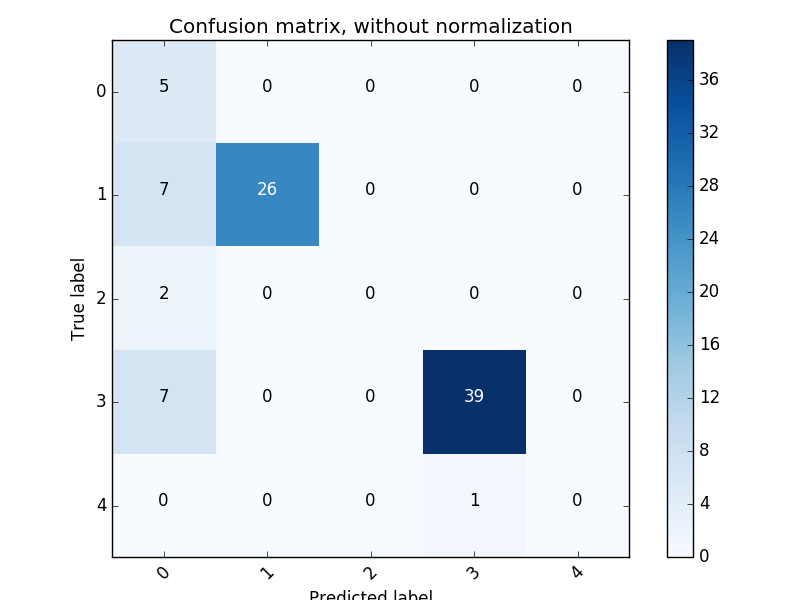 Confusion matrix, without normalization
0 5 0 0 0 0
1 7 26 0 0 0
2 2 0 0 0 0
3 7 0 0 39 0
4 0 0 0 1 0
0 1 2 3 4
True label
Predicted label
36
32
28
24
20
16
12
8
4
0